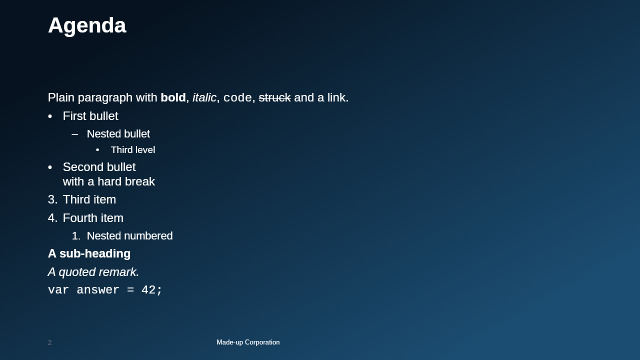 Agenda
Plain paragraph with bold, italic, code, struck and a link.
• First bullet
– Nested bullet
• Third level
• Second bullet
with a hard break
3. Third item
4. Fourth item
1. Nested numbered
A sub-heading
A quoted remark.
var answer = 42;
2
Made-up Corporation